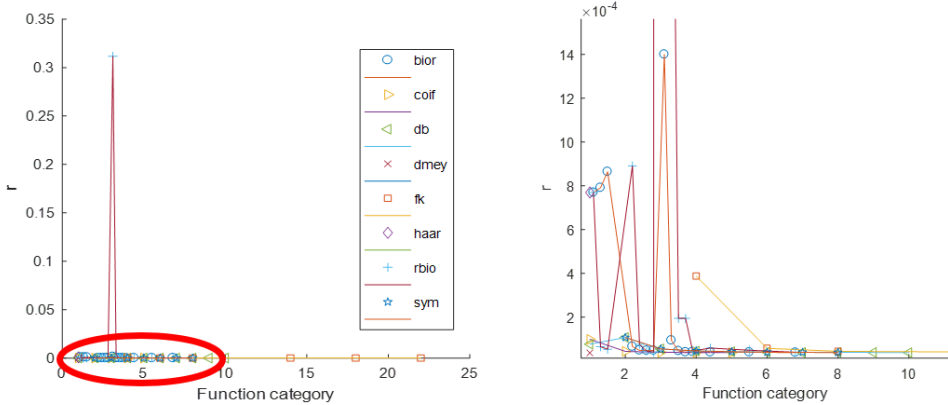 0.35
0.3
0.25
0.2
0.15
0.1
0.05
0
r
0 5 10 15 20 25
Function category
bior
coif
db
dmey
fk
haar
rbio
sym
×10⁻⁴
14
12
10
8
6
4
2
r
2 4 6 8 10
Function category